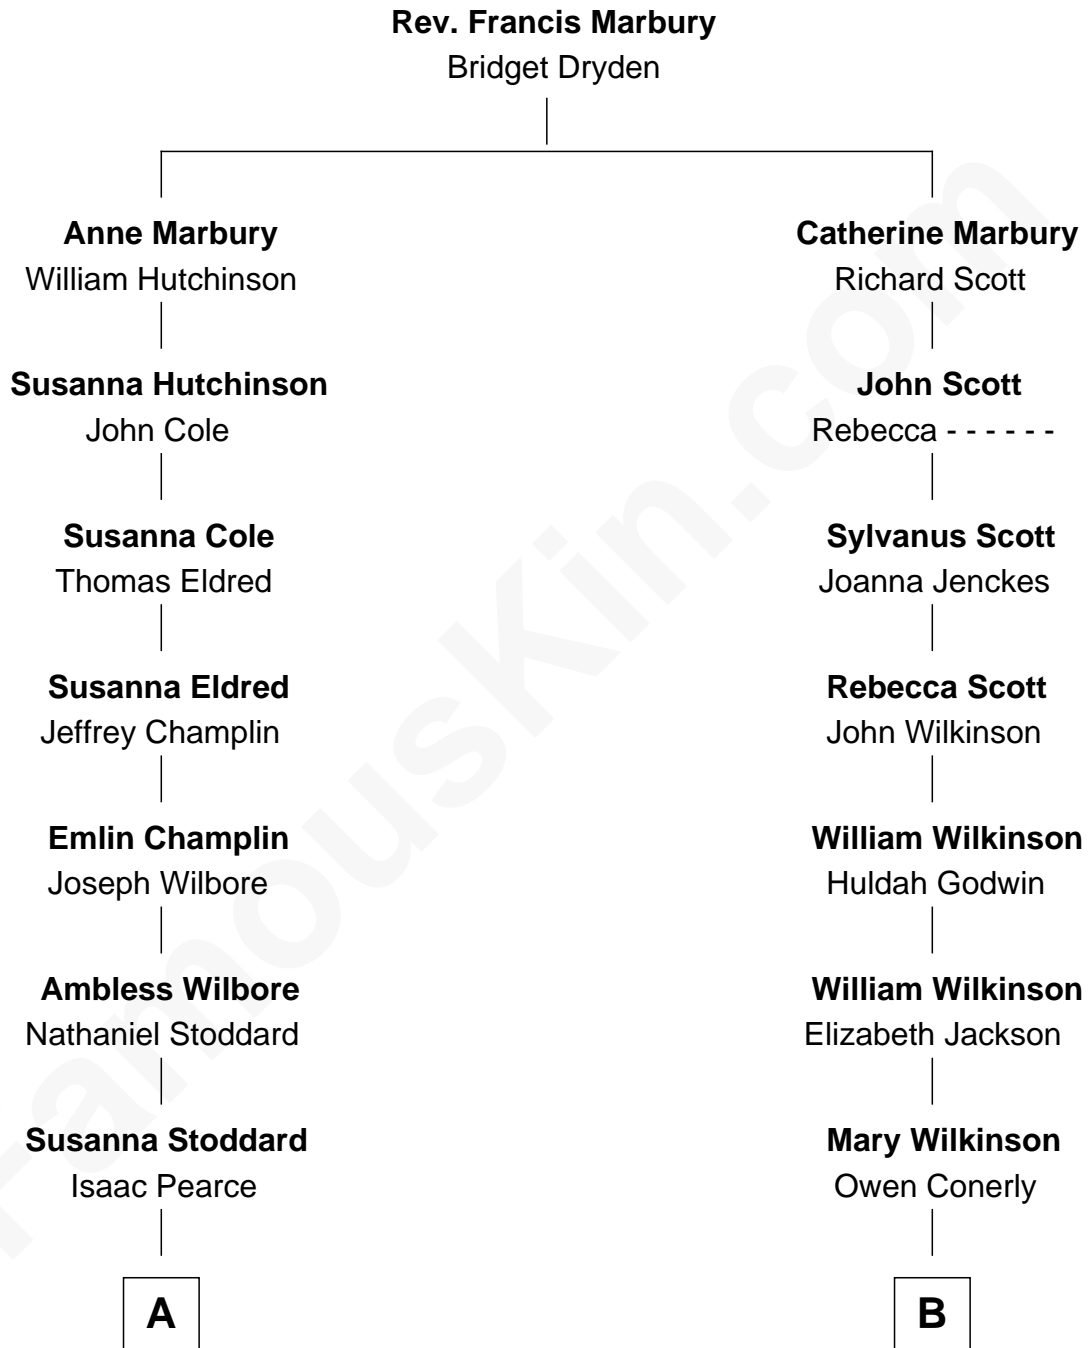 Rev. Francis Marbury
Bridget Dryden
Anne Marbury
William Hutchinson
Catherine Marbury
Richard Scott
Susanna Hutchinson
John Cole
John Scott
Rebecca - - - - - -
Susanna Cole
Thomas Eldred
Sylvanus Scott
Joanna Jenckes
Susanna Eldred
Jeffrey Champlin
Rebecca Scott
John Wilkinson
Emlin Champlin
Joseph Wilbore
William Wilkinson
Huldah Godwin
Ambless Wilbore
Nathaniel Stoddard
William Wilkinson
Elizabeth Jackson
Susanna Stoddard
Isaac Pearce
Mary Wilkinson
Owen Conerly
A
B
FamousKin.com